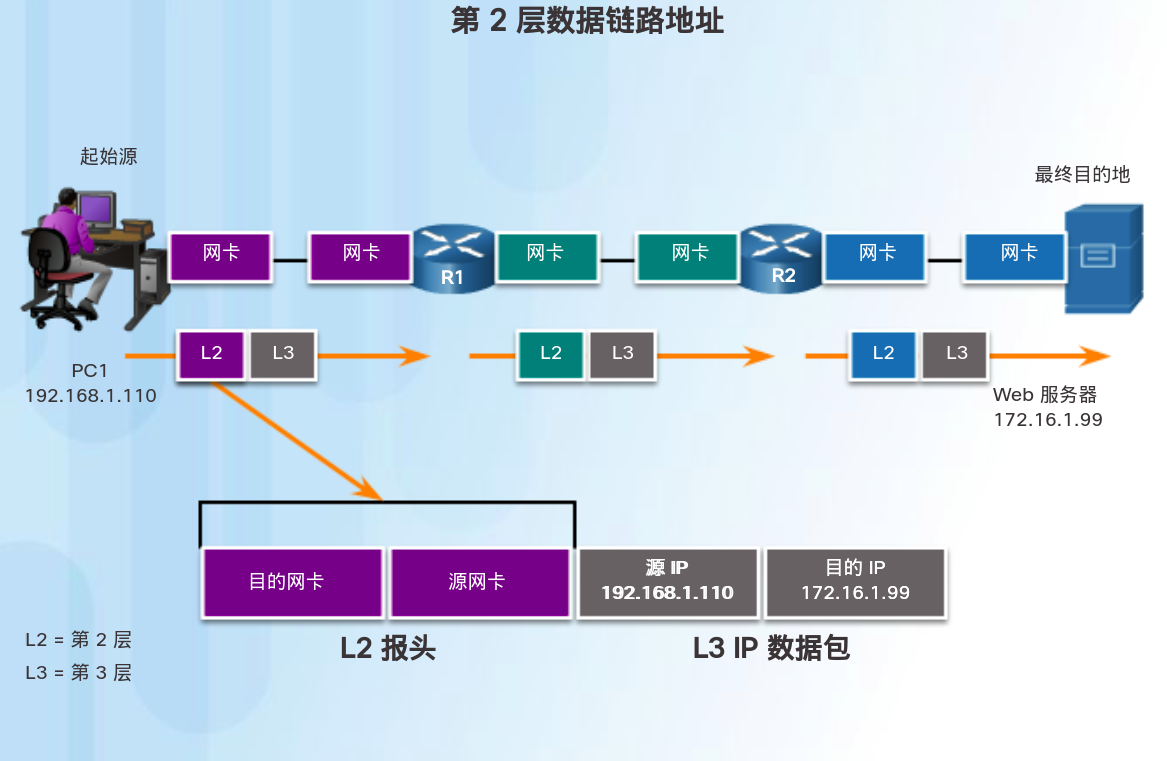 第 2 层数据链路地址
起始源
最终目的地
网卡
网卡
R1
网卡
网卡
R2
网卡
网卡
L2
L3
L2
L3
L2
L3
PC1
192.168.1.110
Web 服务器
172.16.1.99
目的网卡
源网卡
源 IP
192.168.1.110
目的 IP
172.16.1.99
L2 报头
L3 IP 数据包
L2 = 第 2 层
L3 = 第 3 层